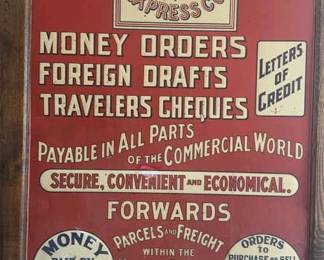 EXPRESS CO
MONEY ORDERS
FOREIGN DRAFTS
TRAVELERS CHEQUES
LETTERS
OF
CREDIT
PAYABLE IN ALL PARTS
OF THE COMMERCIAL WORLD
SECURE, CONVENIENT AND ECONOMICAL.
FORWARDS
PARCELS AND FREIGHT
WITHIN THE
MONEY
ORDERS
TO
PURCHASE OR SELL